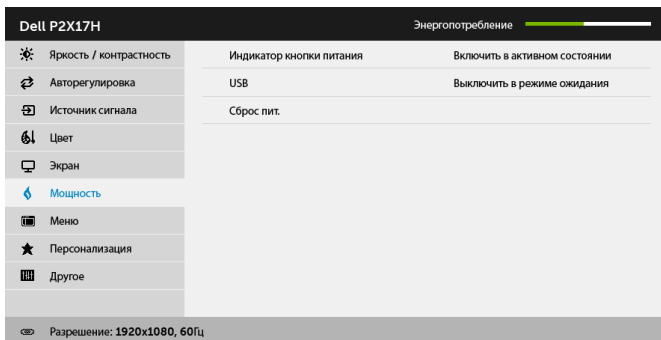 Dell P2X17H Энергопотребление
Яркость / контрастность Индикатор кнопки питания Включить в активном состоянии
Авторегулировка USB Выключить в режиме ожидания
Источник сигнала Сброс пит.
Цвет
Экран
Мощность
Меню
Персонализация
Другое
Разрешение: 1920x1080, 60Гц